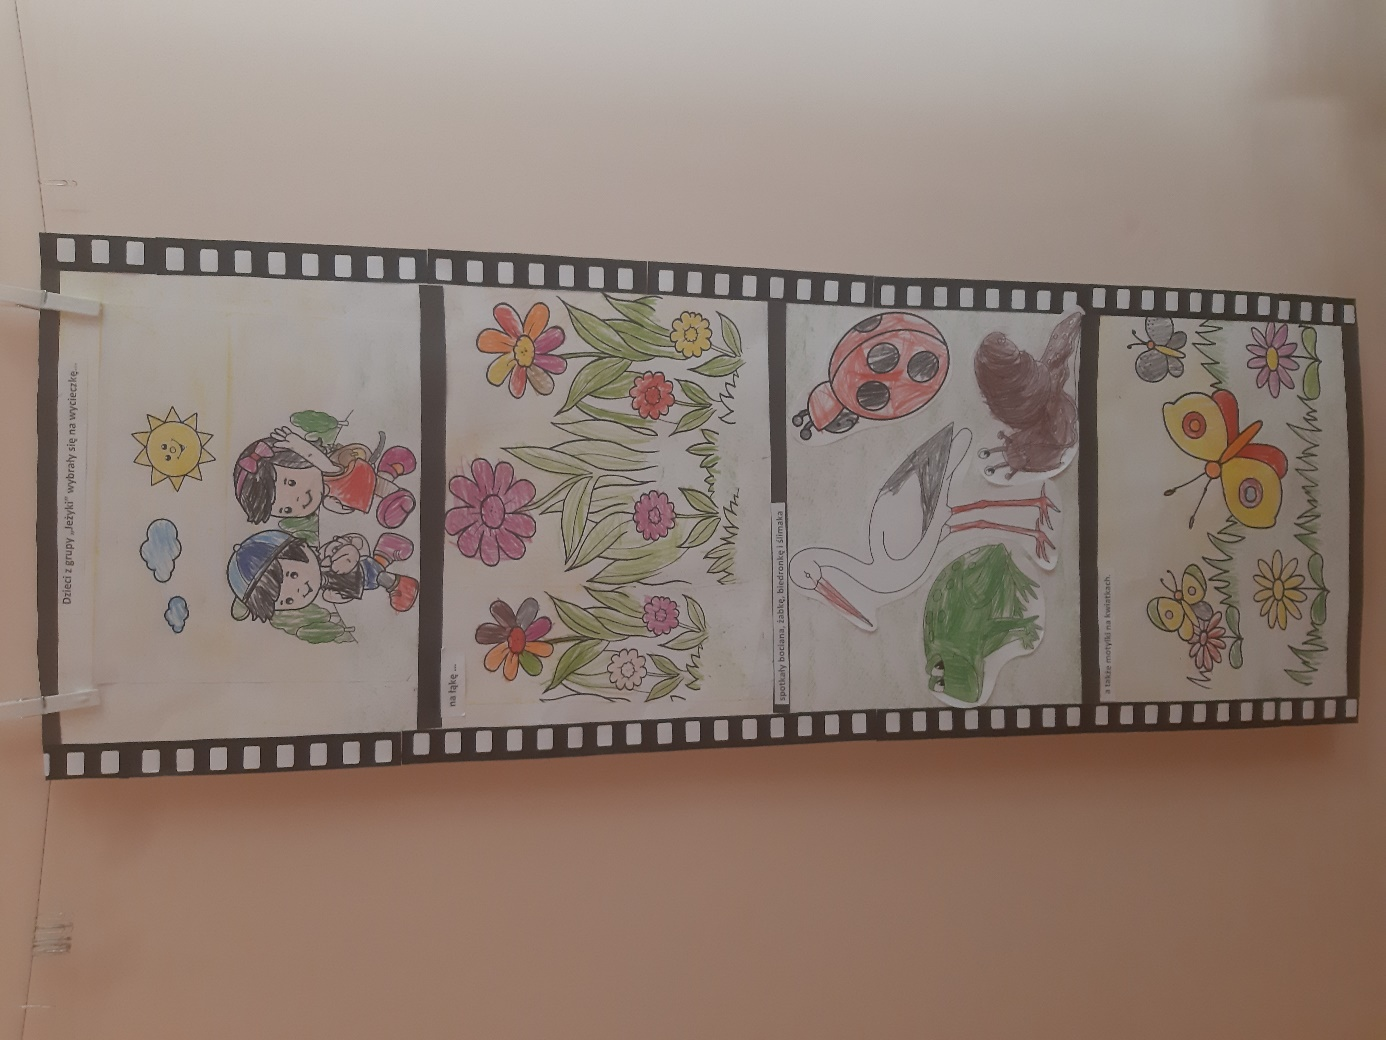 Dzieci z grupy „Jeżyki” wybrały się na wycieczkę...
na łąkę ...
spotkały bociana, żabkę, biedronkę i ślimaka
a także motylki na kwiatkach.